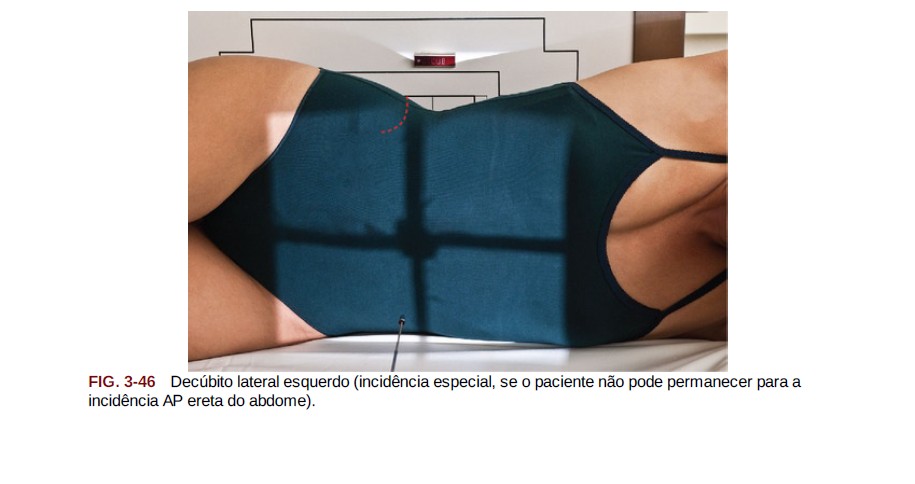 FIG. 3-46 Decúbito lateral esquerdo (incidência especial, se o paciente não pode permanecer para a
incidência AP ereta do abdome).